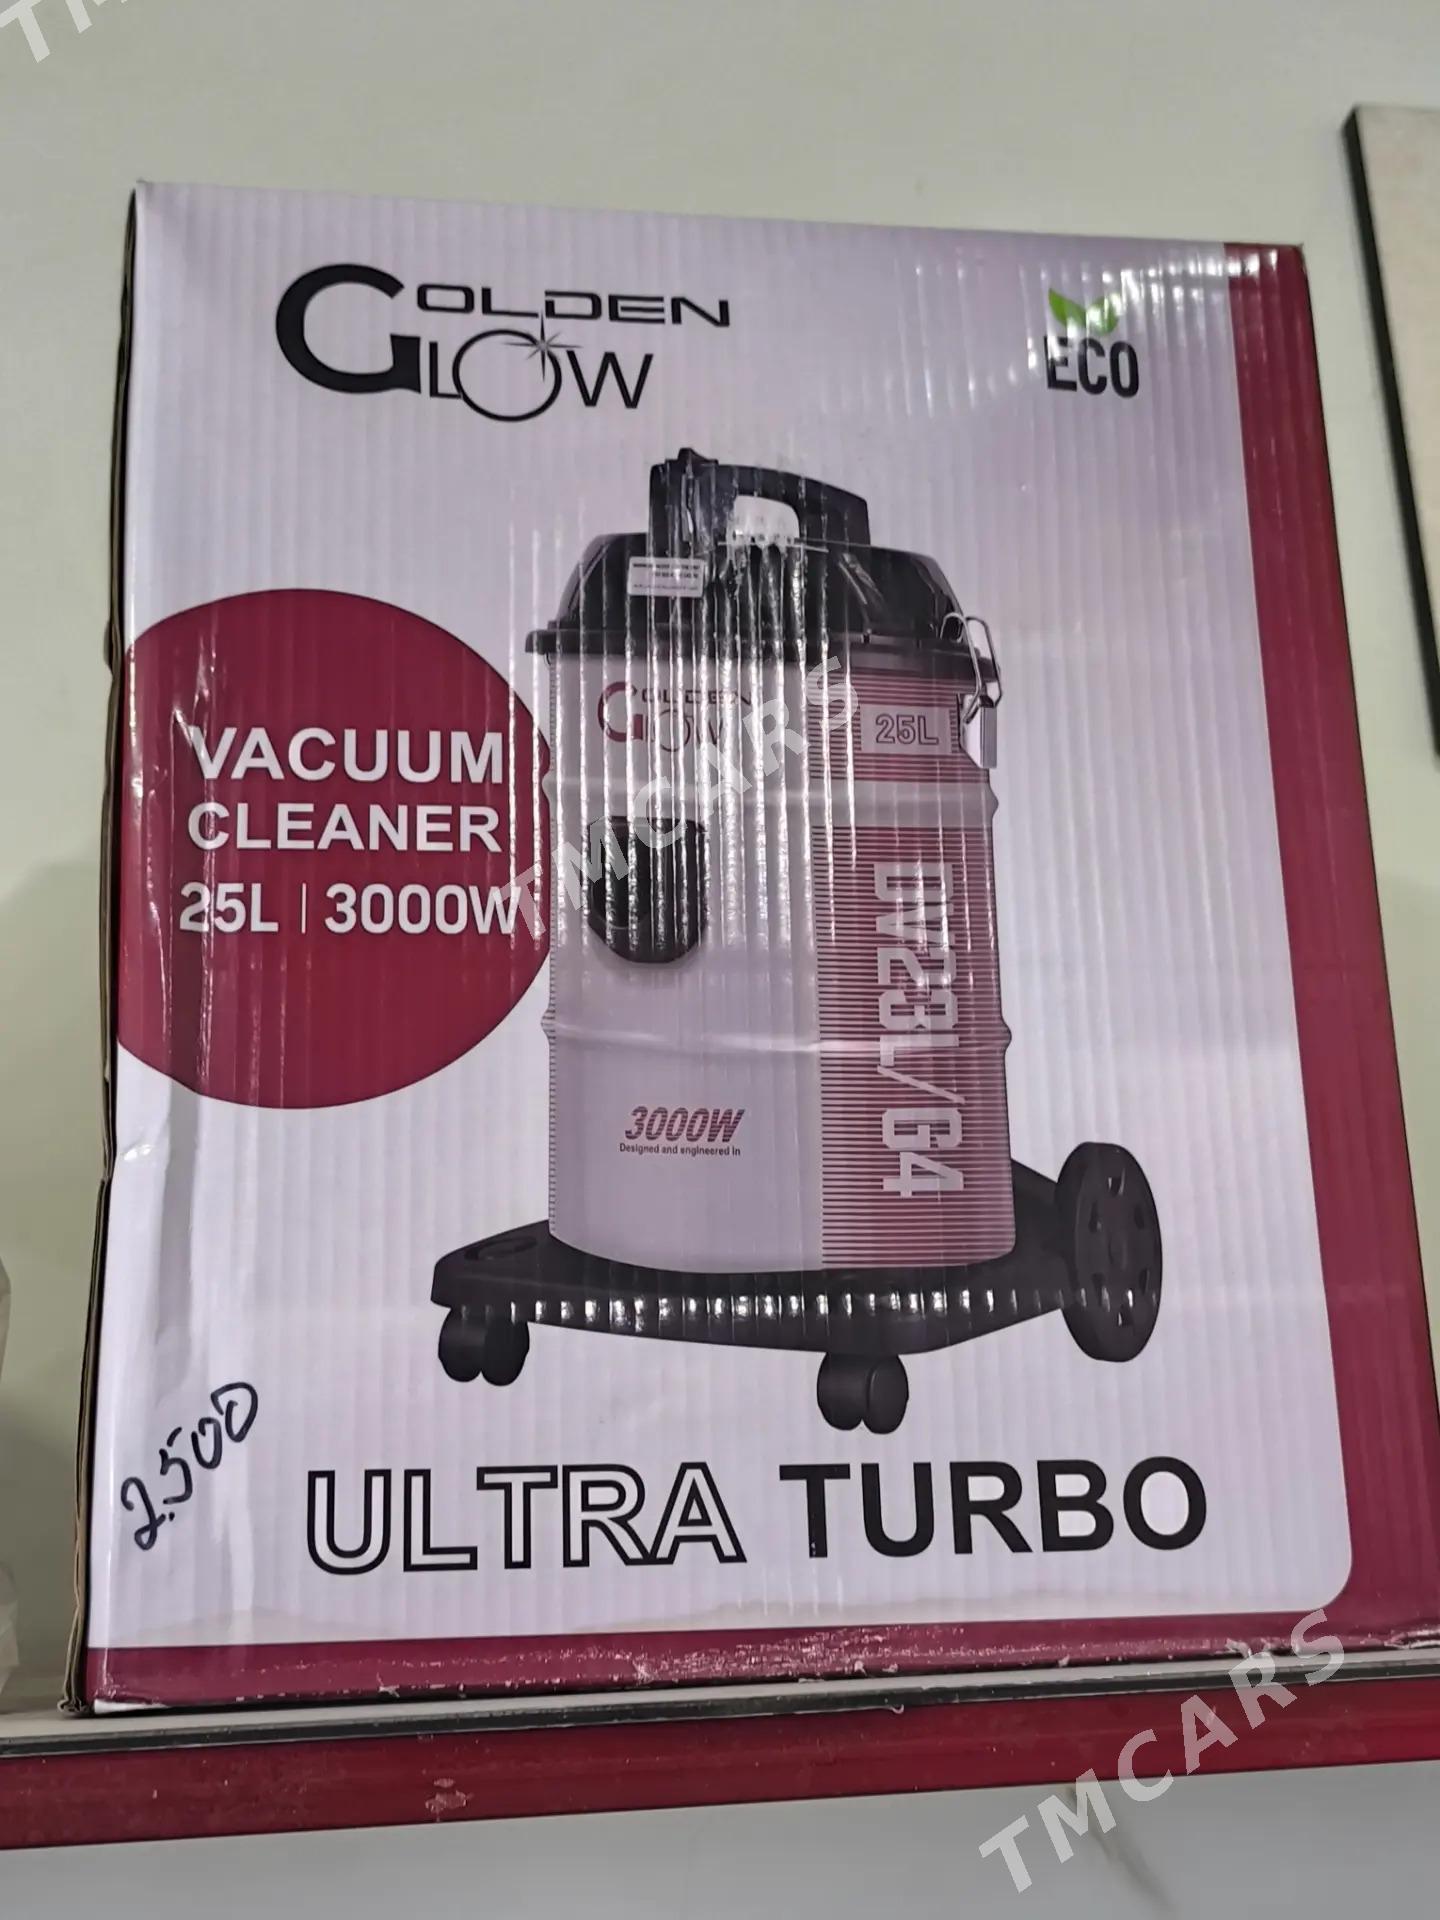 GOLDEN
GLOW
ECO
GOLDEN
GLOW
25L
VACUUM
CLEANER
25L | 3000W
DV23L/G4
3000W
Designed and engineered in
2.500
ULTRA TURBO
TMCARS
TMCARS